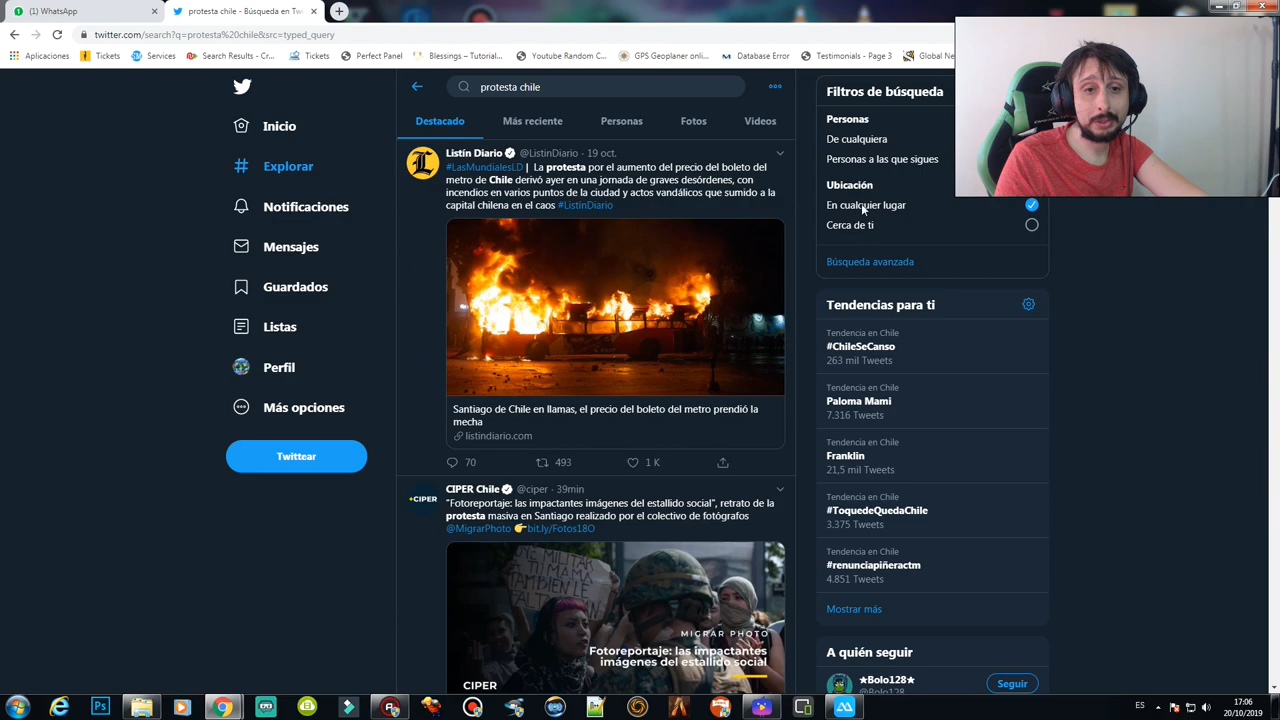 (1) WhatsApp
protesta chile - Búsqueda en Tw
twitter.com/search?q=protesta%20chile&src=typed_query
Aplicaciones
Tickets
Services
Search Results - Cr...
Tickets
Perfect Panel
Blessings – Tutorial...
Youtube Random C...
GPS Geoplaner onli...
Database Error
Testimonials - Page 3
Global Ne
Inicio
Explorar
Notificaciones
Mensajes
Guardados
Listas
Perfil
Más opciones
Twittear
protesta chile
Destacado
Más reciente
Personas
Fotos
Videos
Listín Diario @ListinDiario · 19 oct.
#LasMundialesLD | La protesta por el aumento del precio del boleto del
metro de Chile derivó ayer en una jornada de graves desórdenes, con
incendios en varios puntos de la ciudad y actos vandálicos que sumido a la
capital chilena en el caos #ListinDiario
Santiago de Chile en llamas, el precio del boleto del metro prendió la
mecha
listindiario.com
70
493
1 K
CIPER Chile @ciper · 39min
"Fotoreportaje: las impactantes imágenes del estallido social", retrato de la
protesta masiva en Santiago realizado por el colectivo de fotógrafos
@MigrarPhoto 👉bit.ly/Fotos18O
+CIPER
MIGRAR PHOTO
Fotoreportaje: las impactantes
imágenes del estallido social
CIPER
Filtros de búsqueda
Personas
De cualquiera
Personas a las que sigues
Ubicación
En cualquier lugar
Cerca de ti
Búsqueda avanzada
Tendencias para ti
Tendencia en Chile
#ChileSeCanso
263 mil Tweets
Tendencia en Chile
Paloma Mami
7.316 Tweets
Tendencia en Chile
Franklin
21,5 mil Tweets
Tendencia en Chile
#ToquedeQuedaChile
3.375 Tweets
Tendencia en Chile
#renunciapiñeractm
4.851 Tweets
Mostrar más
A quién seguir
★Bolo128★
@Bolo128
Seguir
ES
17:06
20/10/2019